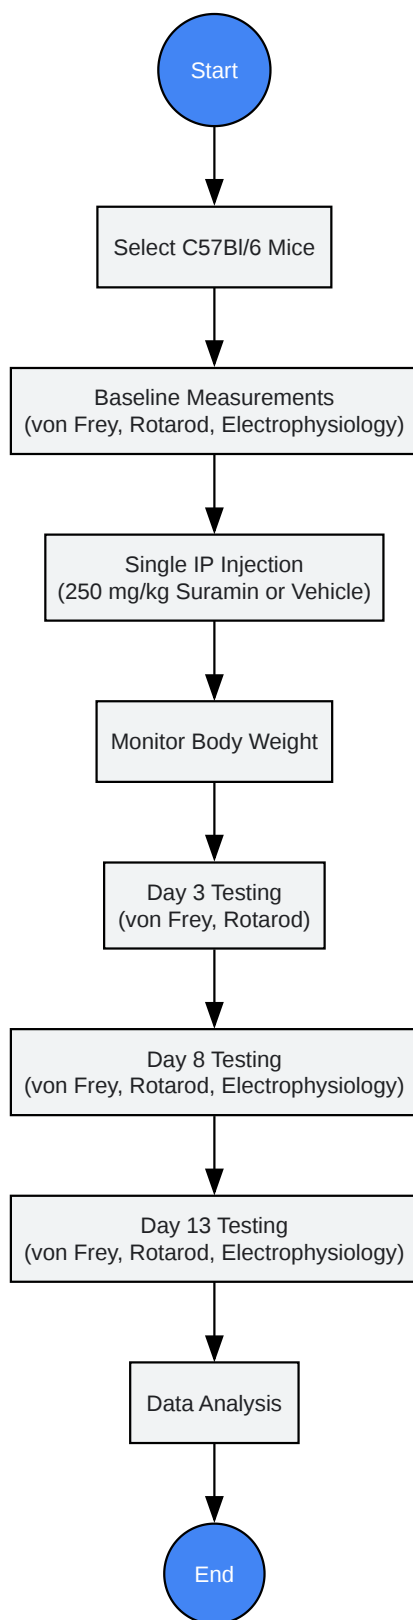 Start
Select C57Bl/6 Mice
Baseline Measurements
(von Frey, Rotarod, Electrophysiology)
Single IP Injection
(250 mg/kg Suramin or Vehicle)
Monitor Body Weight
Day 3 Testing
(von Frey, Rotarod)
Day 8 Testing
(von Frey, Rotarod, Electrophysiology)
Day 13 Testing
(von Frey, Rotarod, Electrophysiology)
Data Analysis
End